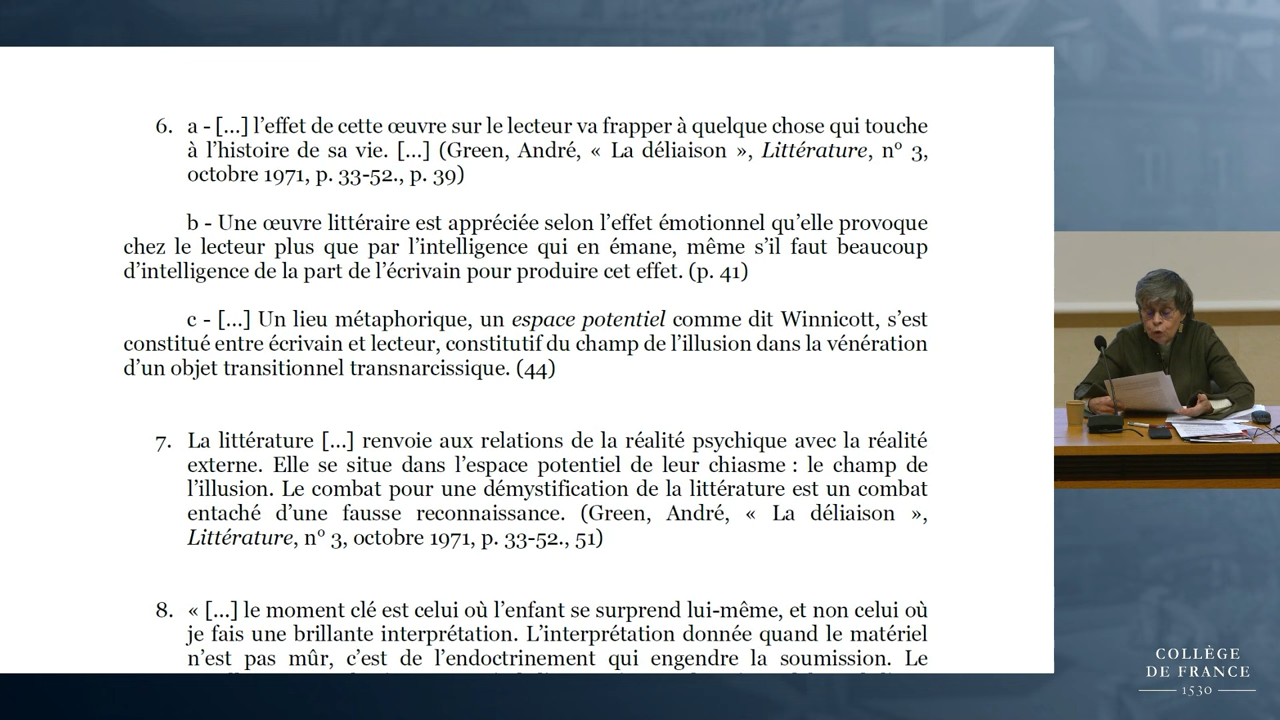 6. a - [...] l'effet de cette œuvre sur le lecteur va frapper à quelque chose qui touche
à l'histoire de sa vie. [...] (Green, André, « La déliaison », Littérature, n° 3,
octobre 1971, p. 33-52., p. 39)
b - Une œuvre littéraire est appréciée selon l'effet émotionnel qu'elle provoque
chez le lecteur plus que par l'intelligence qui en émane, même s'il faut beaucoup
d'intelligence de la part de l'écrivain pour produire cet effet. (p. 41)
c - [...] Un lieu métaphorique, un espace potentiel comme dit Winnicott, s'est
constitué entre écrivain et lecteur, constitutif du champ de l'illusion dans la vénération
d'un objet transitionnel transnarcissique. (44)
7. La littérature [...] renvoie aux relations de la réalité psychique avec la réalité
externe. Elle se situe dans l'espace potentiel de leur chiasme : le champ de
l'illusion. Le combat pour une démystification de la littérature est un combat
entaché d'une fausse reconnaissance. (Green, André, « La déliaison »,
Littérature, n° 3, octobre 1971, p. 33-52., 51)
8. « [...] le moment clé est celui où l'enfant se surprend lui-même, et non celui où
je fais une brillante interprétation. L'interprétation donnée quand le matériel
n'est pas mûr, c'est de l'endoctrinement qui engendre la soumission. Le
COLLÈGE
DE FRANCE
1530